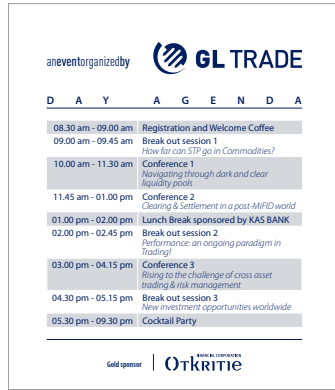 aneventorganizedby
GL TRADE
DAY AGENDA
08.30 am - 09.00 am Registration and Welcome Coffee
09.00 am - 09.45 am Break out session 1
How far can STP go in Commodities?
10.00 am - 11.30 am Conference 1
Navigating through dark and clear
liquidity pools
11.45 am - 01.00 pm Conference 2
Clearing & Settlement in a post-MiFID world
01.00 pm - 02.00 pm Lunch Break sponsored by KAS BANK
02.00 pm - 02.45 pm Break out session 2
Performance: an ongoing paradigm in
Trading!
03.00 pm - 04.15 pm Conference 3
Rising to the challenge of cross asset
trading & risk management
04.30 pm - 05.15 pm Break out session 3
New investment opportunities worldwide
05.30 pm - 09.30 pm Cocktail Party
Gold sponsor
FINANCIAL CORPORATION
OTKRITIE